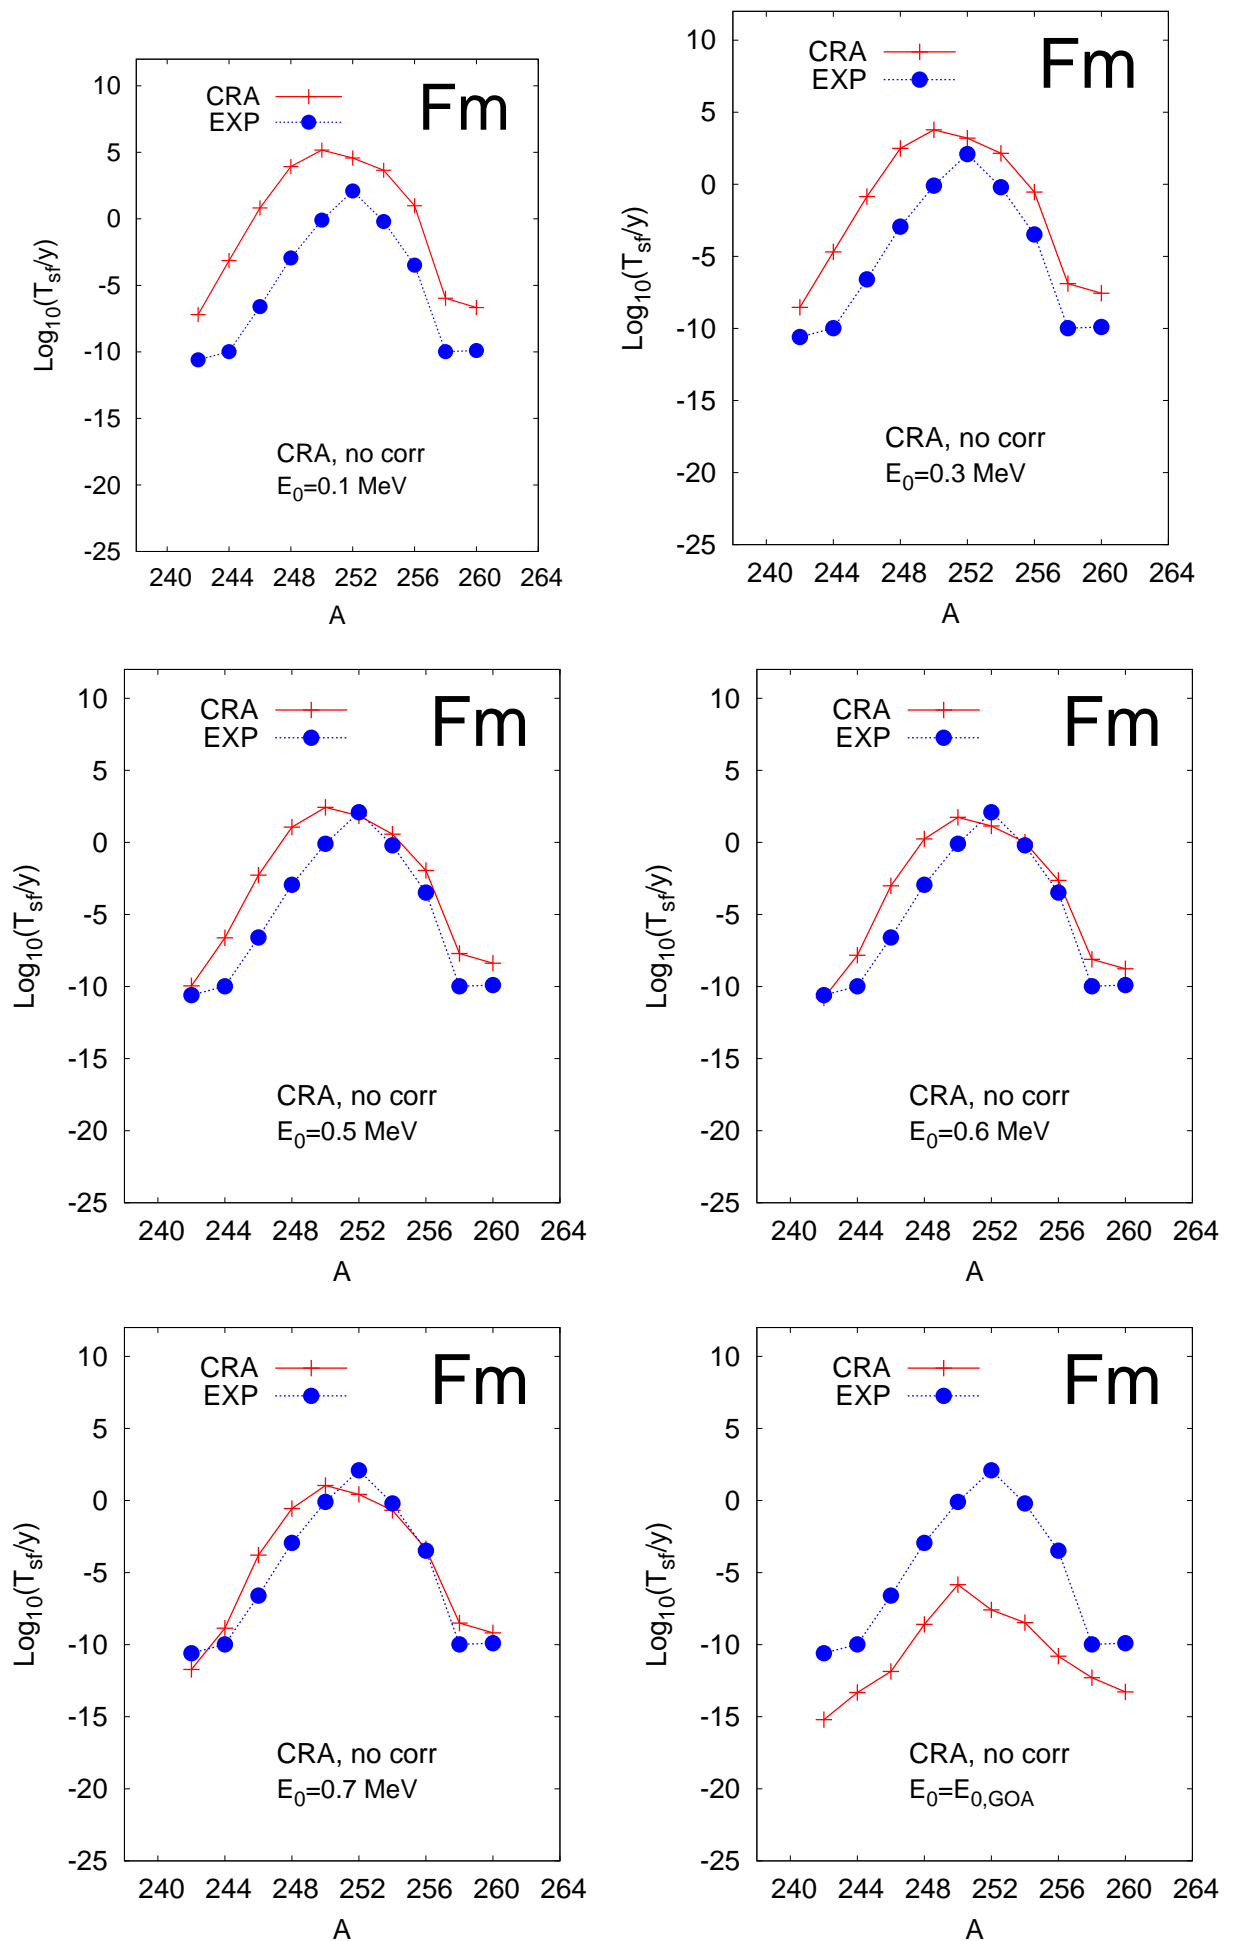 CRA
EXP
Fm
10
5
0
-5
-10
-15
-20
-25
Log10(Tsf/y)
CRA, no corr
E0=0.1 MeV
240 244 248 252 256 260 264
A
CRA
EXP
Fm
10
5
0
-5
-10
-15
-20
-25
Log10(Tsf/y)
CRA, no corr
E0=0.3 MeV
240 244 248 252 256 260 264
A
CRA
EXP
Fm
10
5
0
-5
-10
-15
-20
-25
Log10(Tsf/y)
CRA, no corr
E0=0.5 MeV
240 244 248 252 256 260 264
A
CRA
EXP
Fm
10
5
0
-5
-10
-15
-20
-25
Log10(Tsf/y)
CRA, no corr
E0=0.6 MeV
240 244 248 252 256 260 264
A
CRA
EXP
Fm
10
5
0
-5
-10
-15
-20
-25
Log10(Tsf/y)
CRA, no corr
E0=0.7 MeV
240 244 248 252 256 260 264
A
CRA
EXP
Fm
10
5
0
-5
-10
-15
-20
-25
Log10(Tsf/y)
CRA, no corr
E0=E0,GOA
240 244 248 252 256 260 264
A